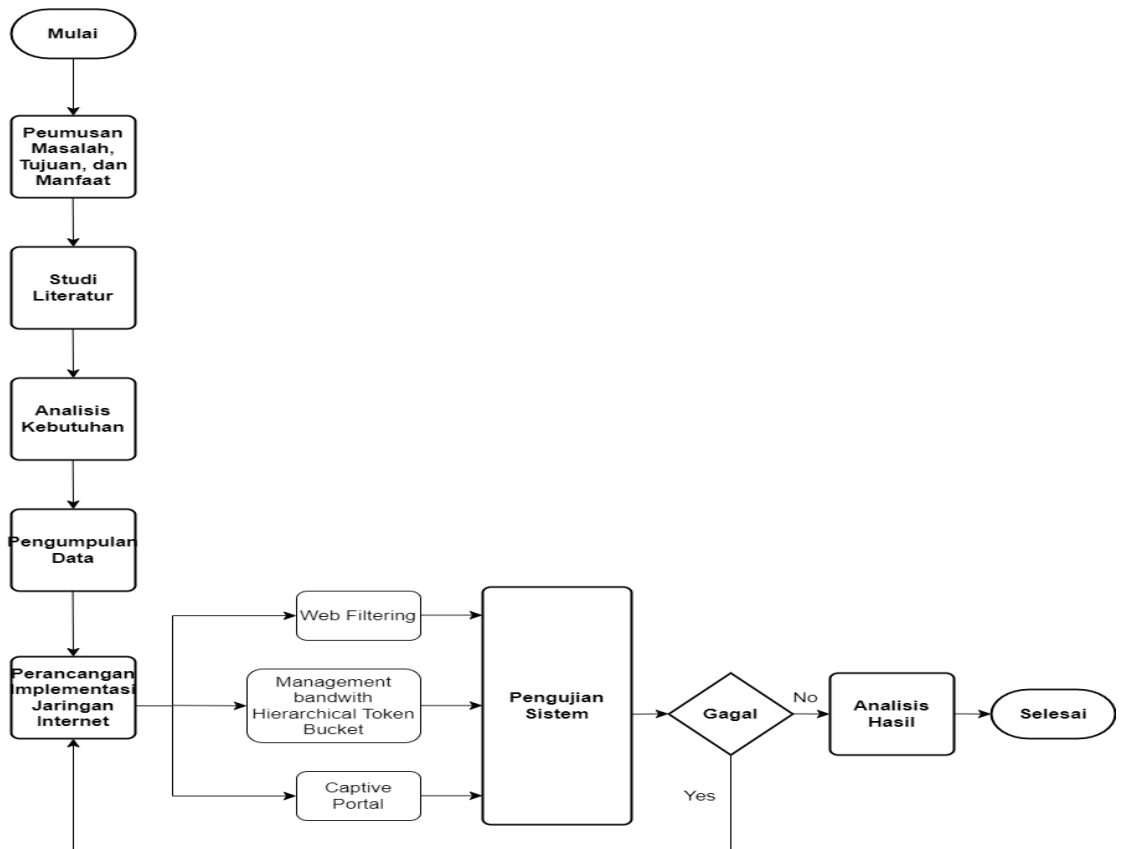 Mulai
Peumusan
Masalah,
Tujuan, dan
Manfaat
Studi
Literatur
Analisis
Kebutuhan
Pengumpulan
Data
Perancangan
Implementasi
Jaringan
Internet
Web Filtering
Management
bandwith
Hierarchical Token
Bucket
Captive
Portal
Pengujian
Sistem
Gagal
No
Yes
Analisis
Hasil
Selesai